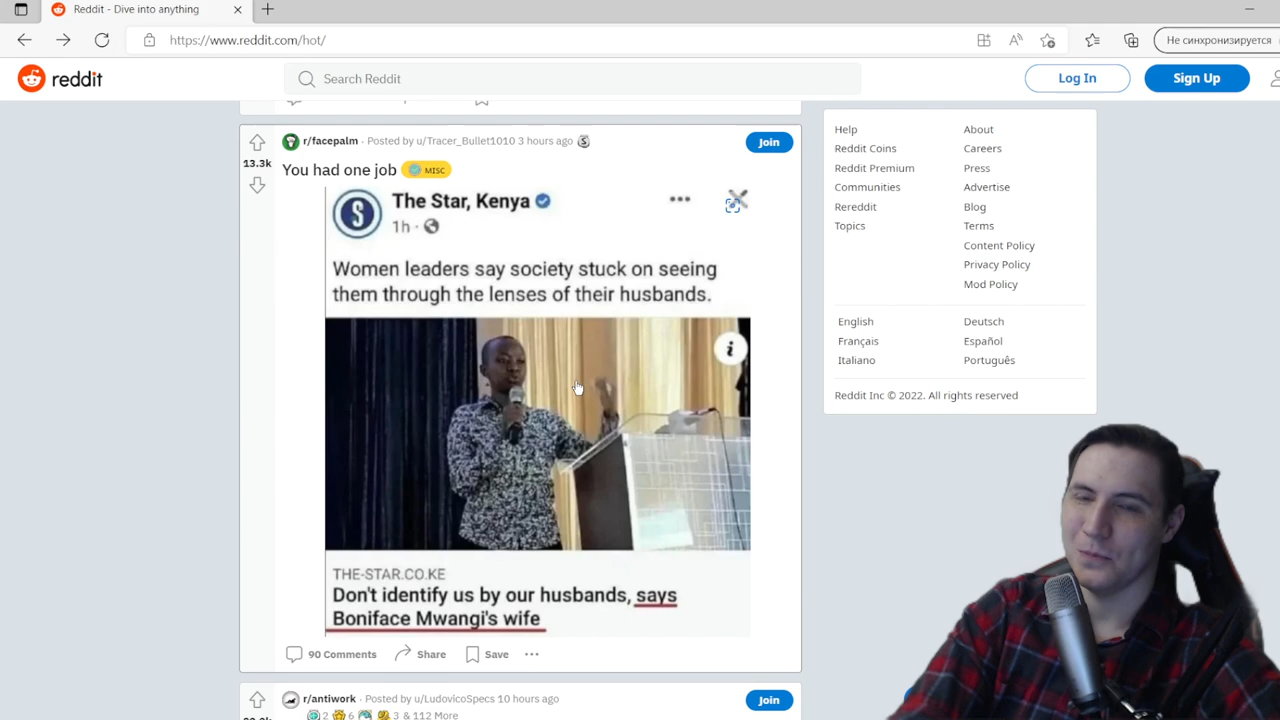 Reddit - Dive into anything
https://www.reddit.com/hot/
Не синхронизируется
reddit
Search Reddit
Log In
Sign Up
r/facepalm · Posted by u/Tracer_Bullet1010 3 hours ago
Join
13.3k
You had one job MISC
The Star, Kenya
1h
Women leaders say society stuck on seeing
them through the lenses of their husbands.
i
THE-STAR.CO.KE
Don't identify us by our husbands, says
Boniface Mwangi's wife
90 Comments Share Save
r/antiwork · Posted by u/LudovicoSpecs 10 hours ago
Join
2 6 3 & 112 More
Help About
Reddit Coins Careers
Reddit Premium Press
Communities Advertise
Rereddit Blog
Topics Terms
Content Policy
Privacy Policy
Mod Policy
English Deutsch
Français Español
Italiano Português
Reddit Inc © 2022. All rights reserved